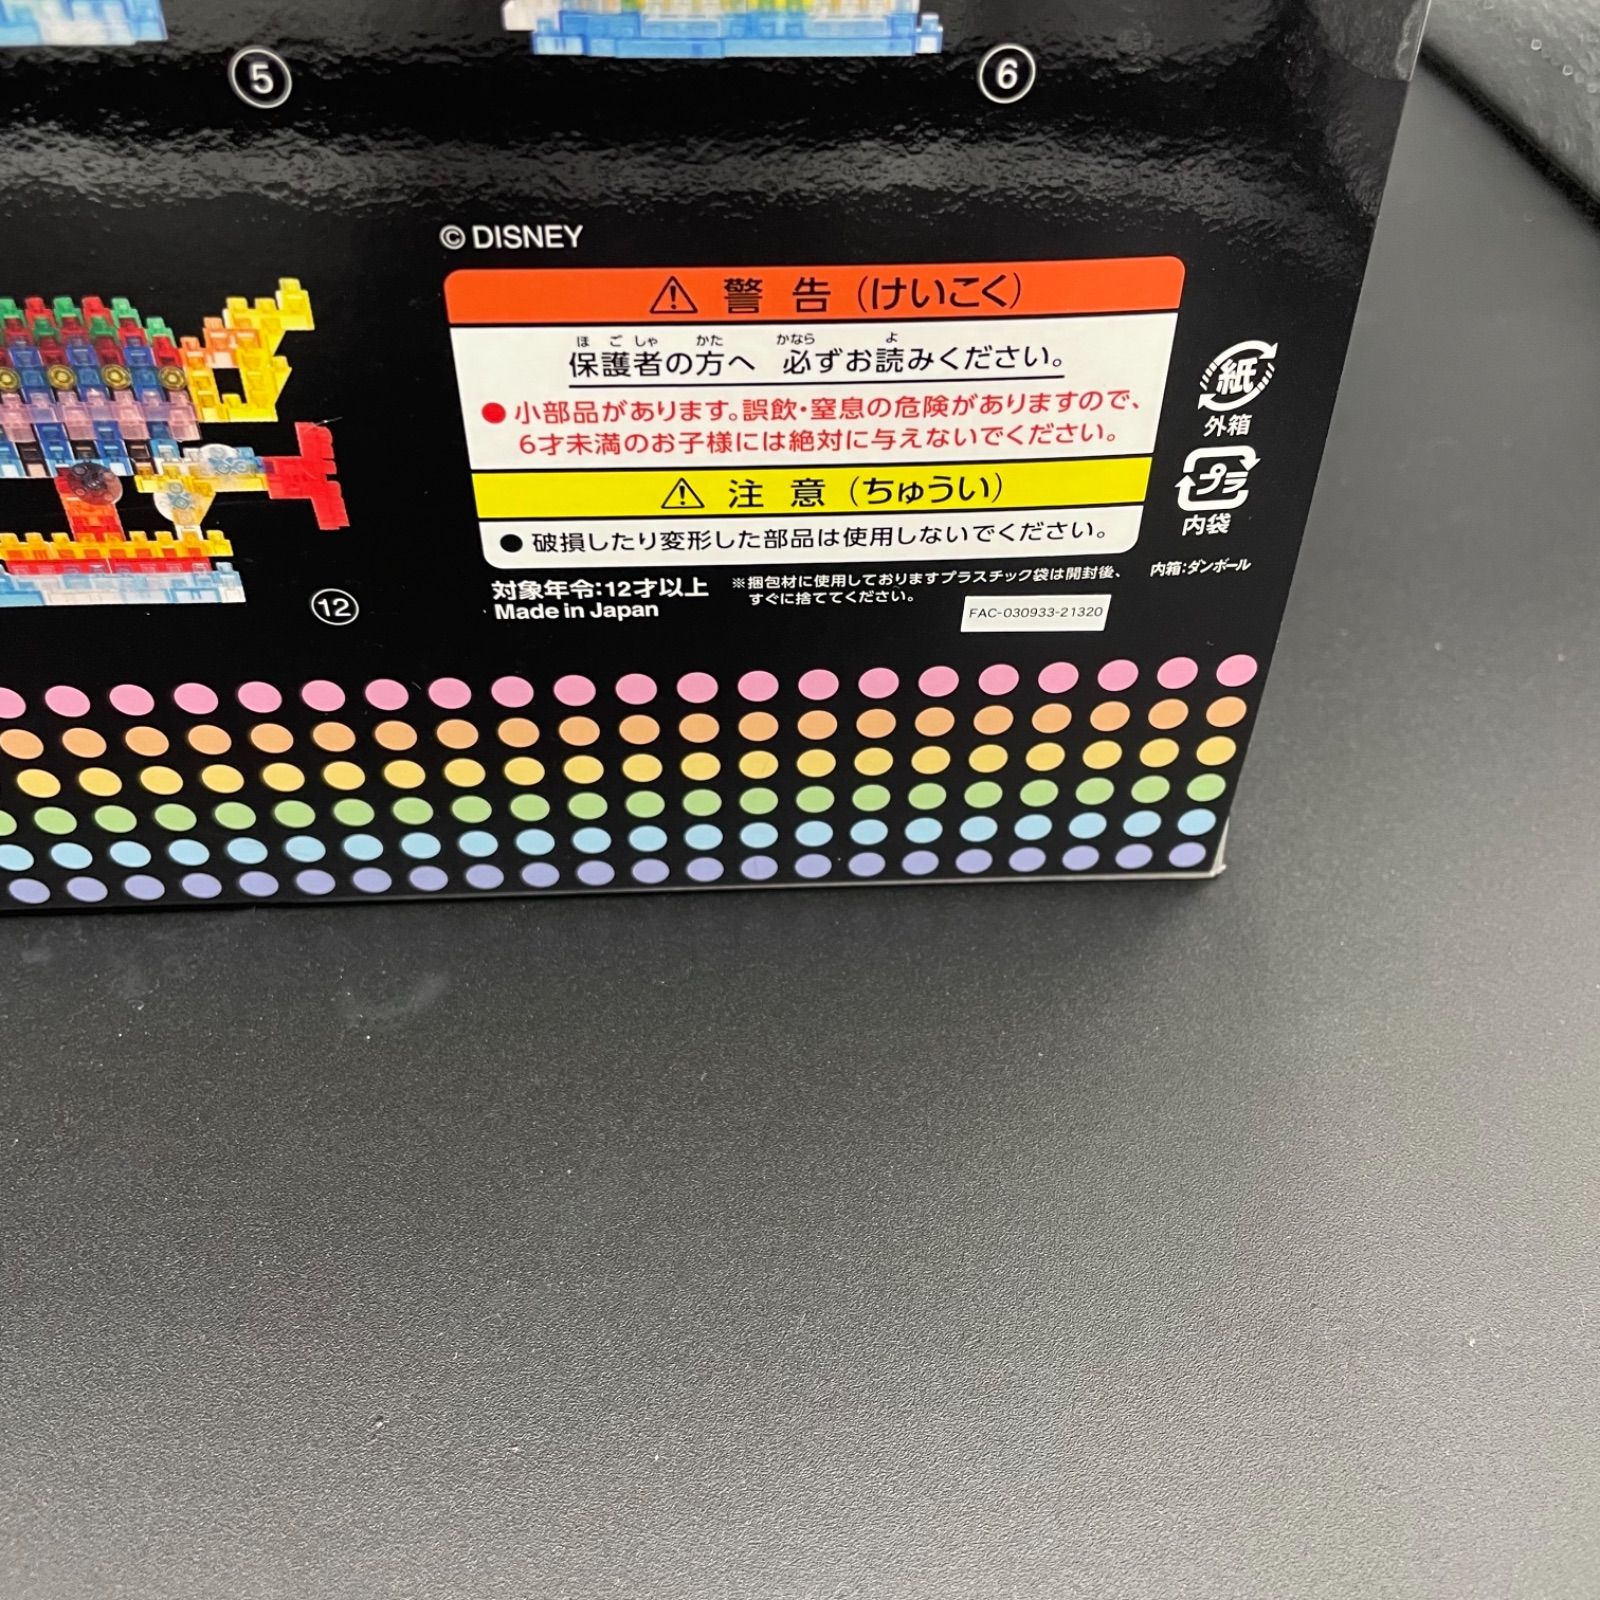 5
6
© DISNEY
警告（けいこく）
ほごしゃ かた かなら よ
保護者の方へ 必ずお読みください。
●小部品があります。誤飲・窒息の危険がありますので、
6才未満のお子様には絶対に与えないでください。
注意（ちゅうい）
●破損したり変形した部品は使用しないでください。
紙
外箱
プラ
内袋
内箱:ダンボール
対象年令:12才以上
Made in Japan
※梱包材に使用しておりますプラスチック袋は開封後、
すぐに捨ててください。
FAC-030933-21320
12